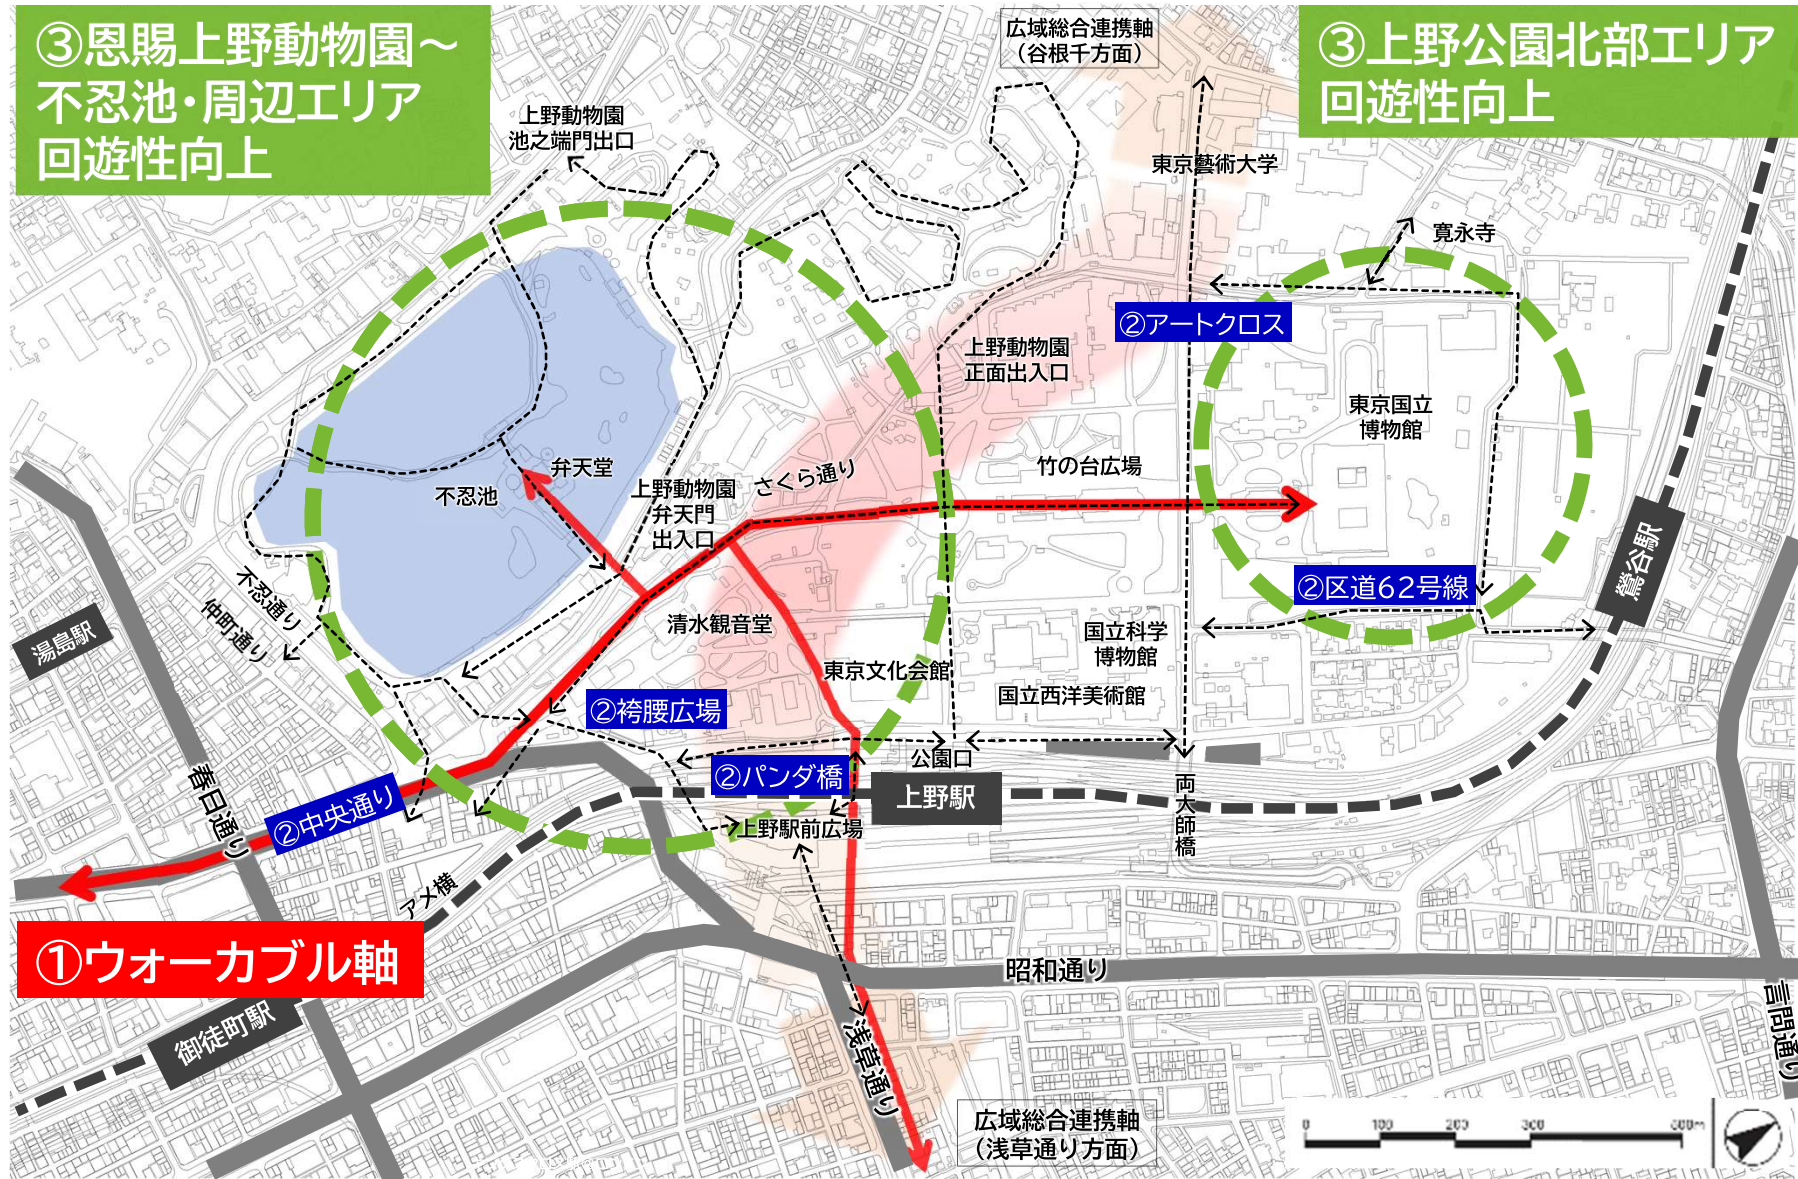 ③恩賜上野動物園～
不忍池・周辺エリア
回遊性向上
広域総合連携軸
（谷根千方面）
③上野公園北部エリア
回遊性向上
上野動物園
池之端門出口
東京藝術大学
寛永寺
②アートクロス
上野動物園
正面出入口
東京国立
博物館
竹の台広場
さくら通り
弁天堂
不忍池
上野動物園
弁天門
出入口
鶯谷駅
②区道62号線
不忍通り
仲町通り
湯島駅
清水観音堂
国立科学
博物館
東京文化会館
国立西洋美術館
②袴腰広場
公園口
②パンダ橋
上野駅
両大師橋
春日通り
②中央通り
上野駅前広場
アメ横
①ウォーカブル軸
昭和通り
言問通り
御徒町駅
浅草通り
広域総合連携軸
（浅草通り方面）
0 100 200 300 600m